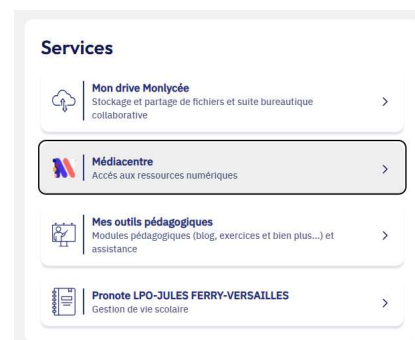 Services
Mon drive Monlycée
Stockage et partage de fichiers et suite bureautique
collaborative
Médiacentre
Accés aux ressources numériques
Mes outils pédagogiques
Modules pédagogiques (blog, exercices et bien plus...) et
assistance
Pronote LPO-JULES FERRY-VERSAILLES
Gestion de vie scolaire